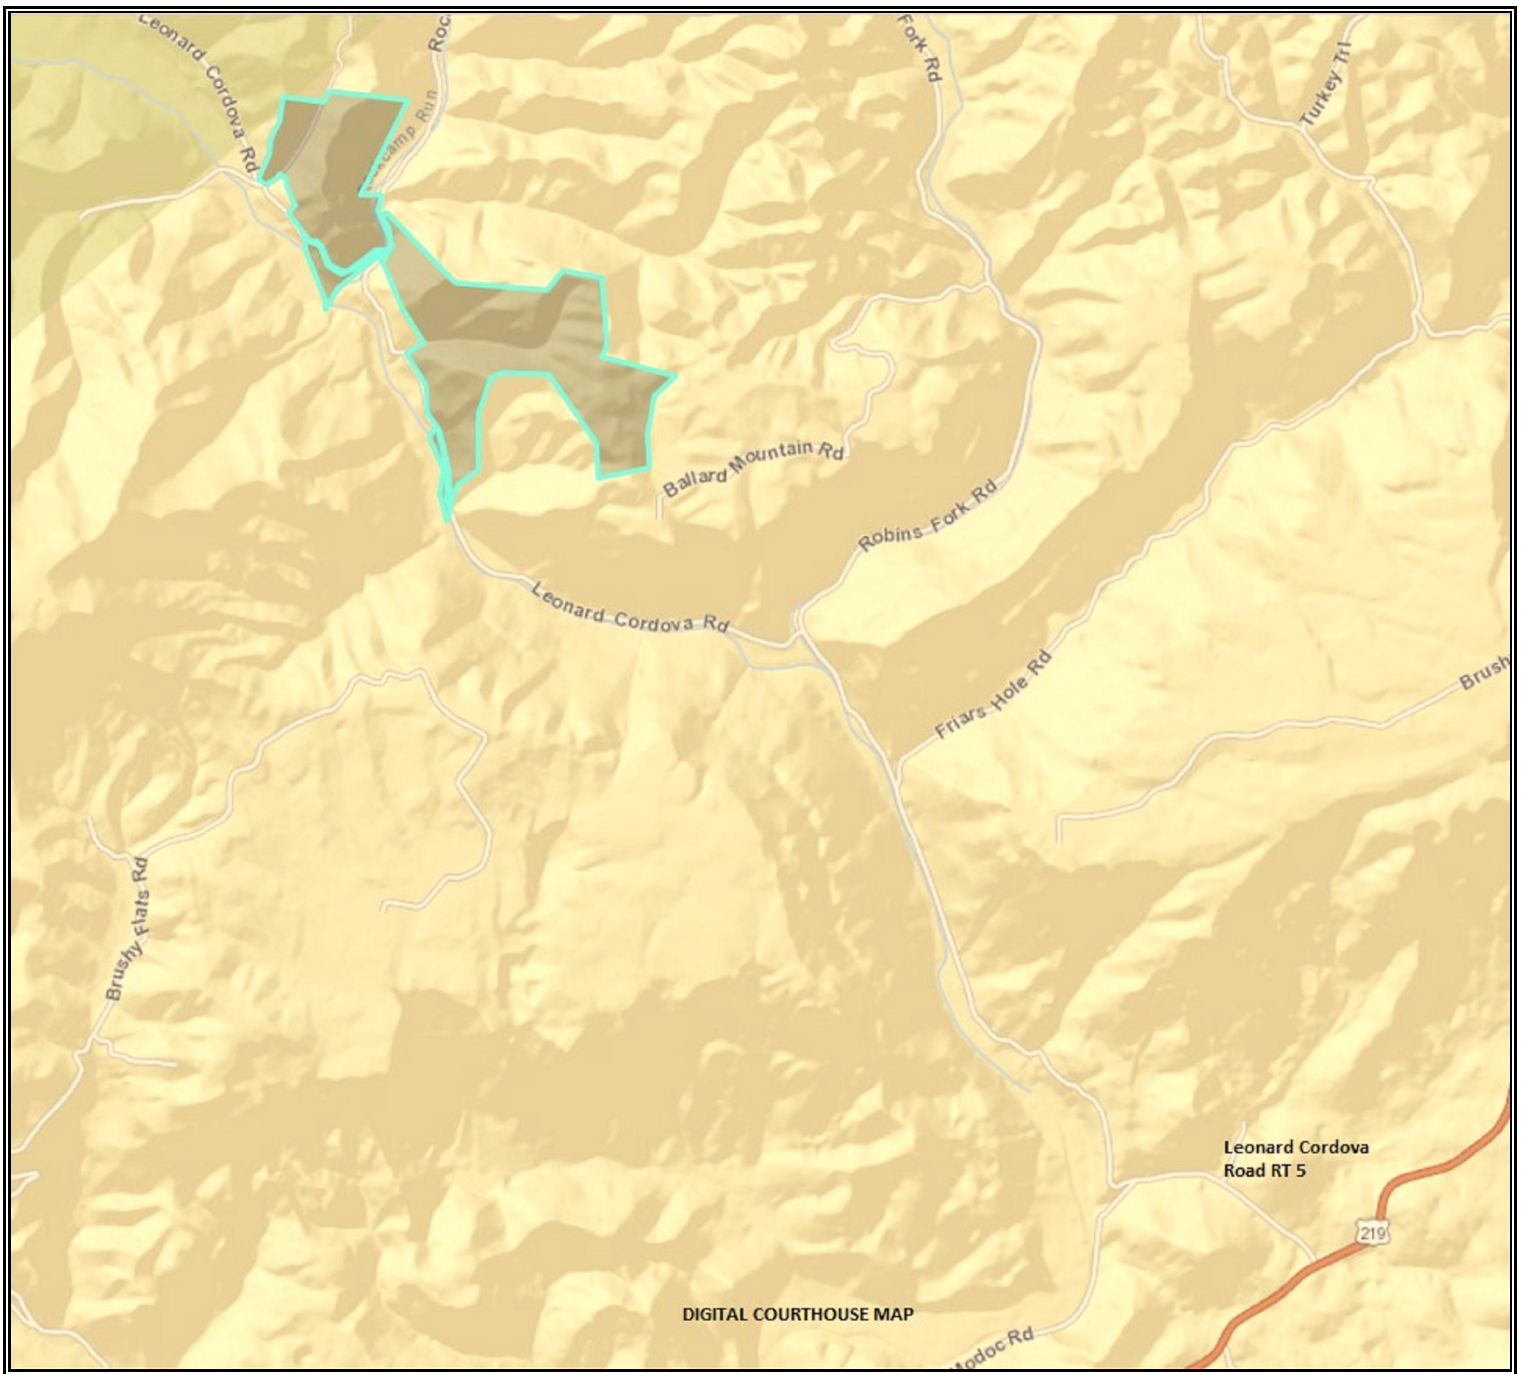 Leonard Cordova Rd
Fork Rd
Turkey Trl
Run
Ballard Mountain Rd
Robins Fork Rd
Leonard Cordova Rd
Friars Hole Rd
Brush
Brushy Flats Rd
Leonard Cordova
Road RT 5
219
DIGITAL COURTHOUSE MAP
Modoc Rd